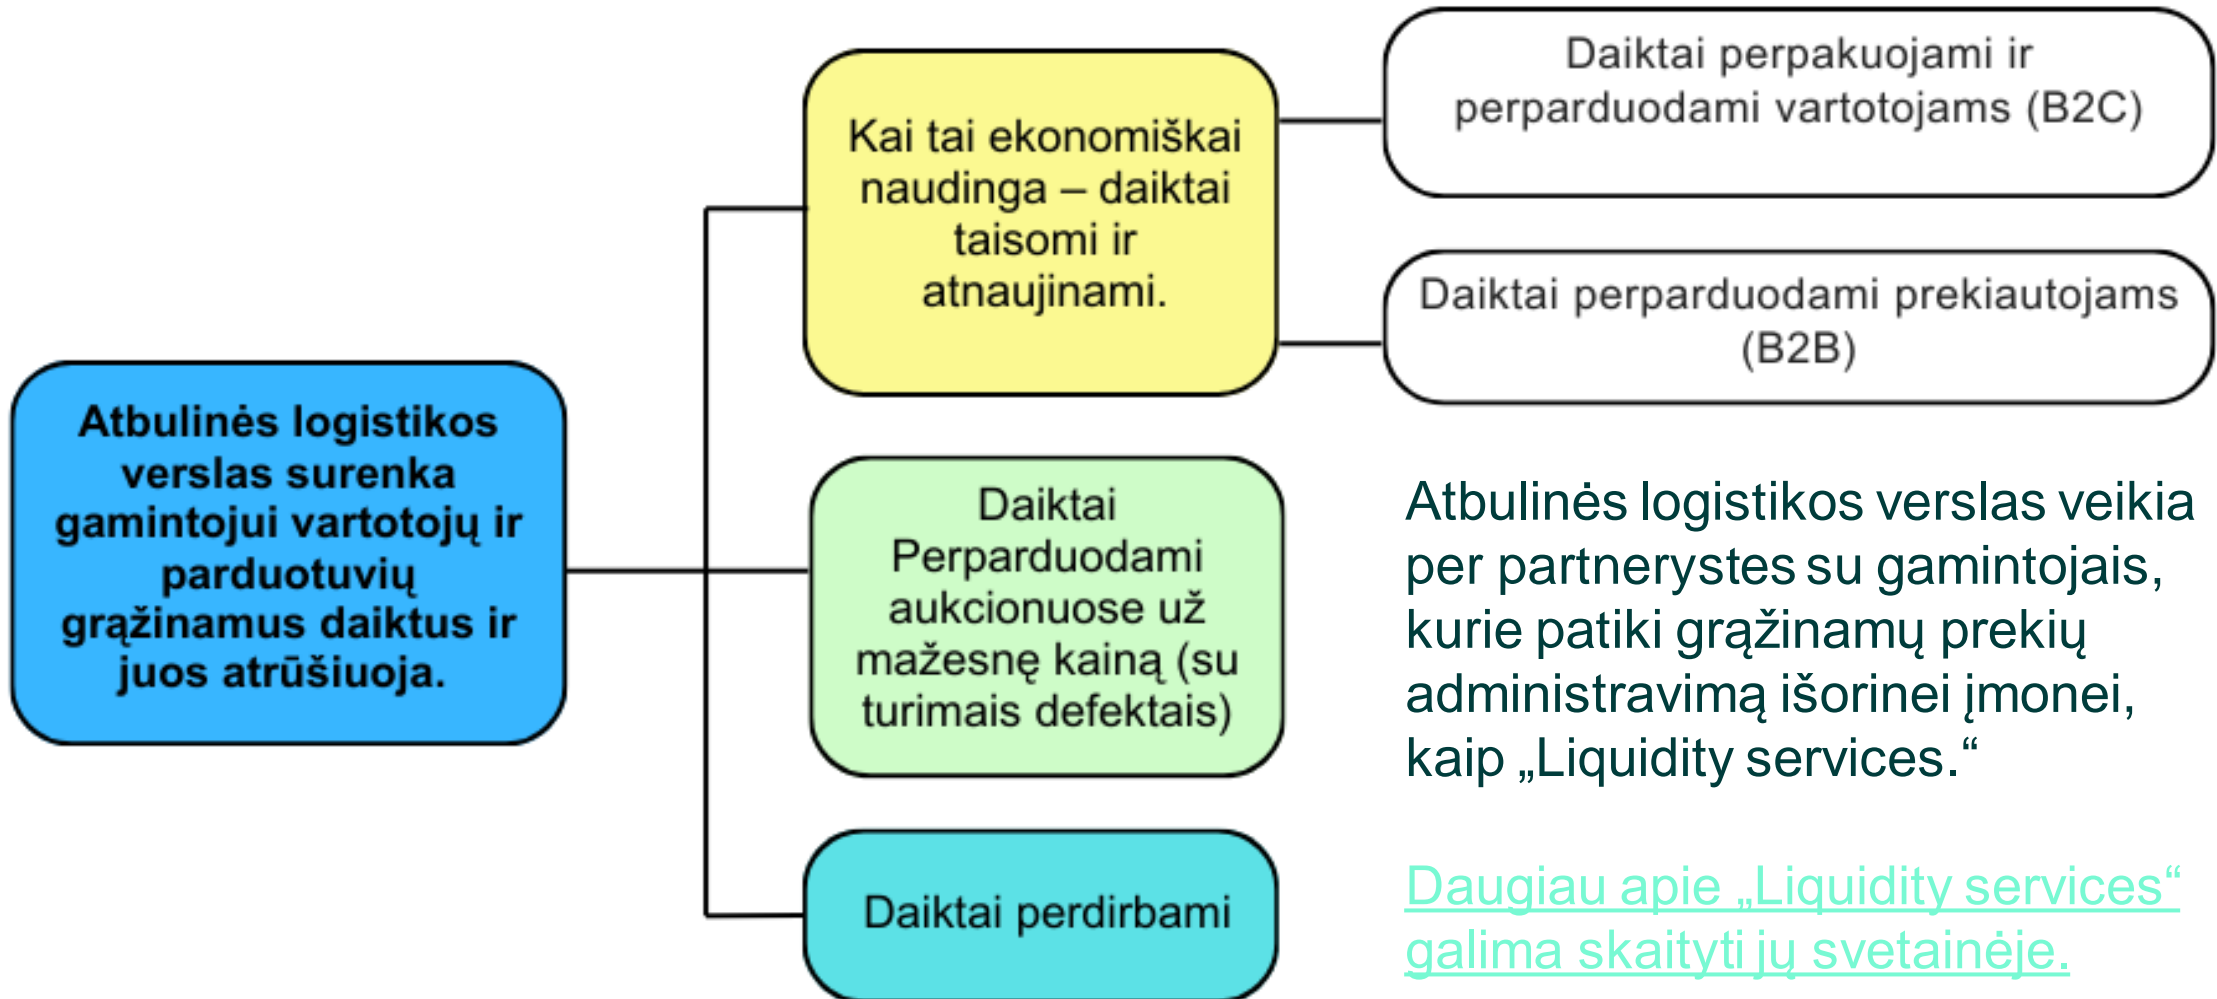 Atbulinės logistikos
verslas surenka
gamintojui vartotojų ir
parduotuvių
grąžinamus daiktus ir
juos atrūšiuoja.
Kai tai ekonomiškai
naudinga – daiktai
taisomi ir
atnaujinami.
Daiktai perpakuojami ir
perparduodami vartotojams (B2C)
Daiktai perparduodami prekiautojams
(B2B)
Daiktai
Perparduodami
aukcionuose už
mažesnę kainą (su
turimais defektais)
Daiktai perdirbami
Atbulinės logistikos verslas veikia
per partnerystes su gamintojais,
kurie patiki grąžinamų prekių
administravimą išorinei įmonei,
kaip „Liquidity services.“
Daugiau apie „Liquidity services“
galima skaityti jų svetainėje.